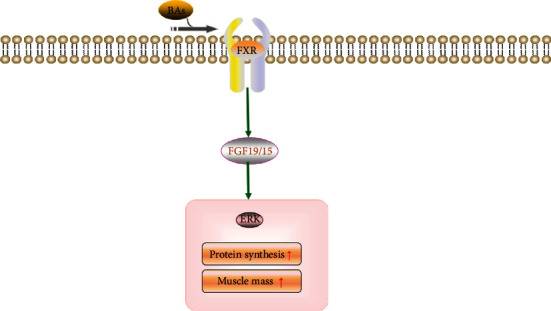 BAs
FXR
FGF19/15
ERK
Protein synthesis ↑
Muscle mass ↑